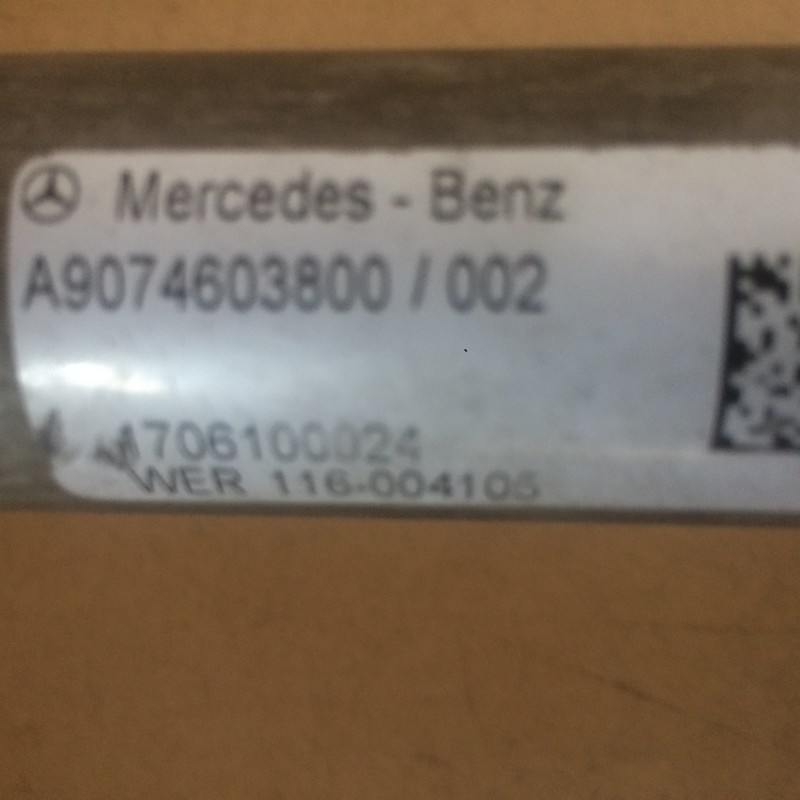 Mercedes - Benz
A9074603800 / 002
1706100024
WER 116-004105